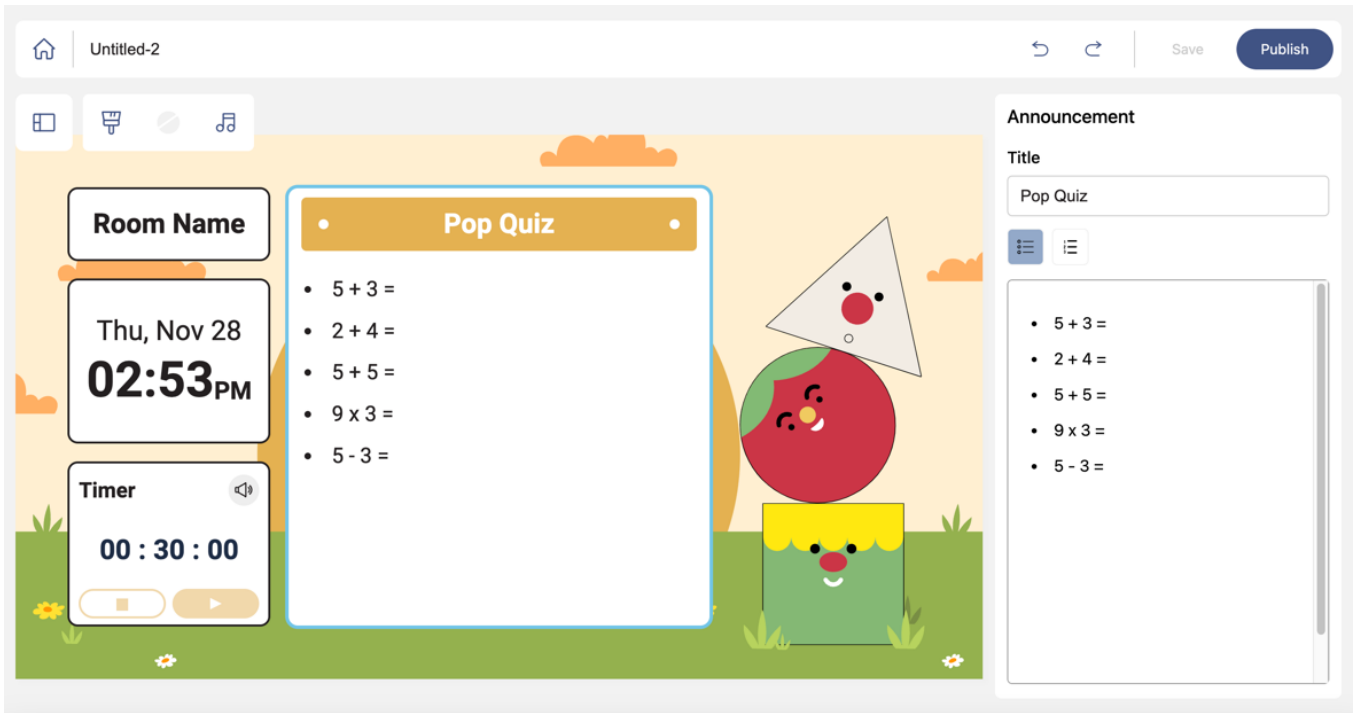 Untitled-2
Save
Publish
Room Name
Thu, Nov 28
02:53PM
Timer
00 : 30 : 00
Pop Quiz
• 5 + 3 =
• 2 + 4 =
• 5 + 5 =
• 9 x 3 =
• 5 - 3 =
Announcement
Title
Pop Quiz
• 5 + 3 =
• 2 + 4 =
• 5 + 5 =
• 9 x 3 =
• 5 - 3 =